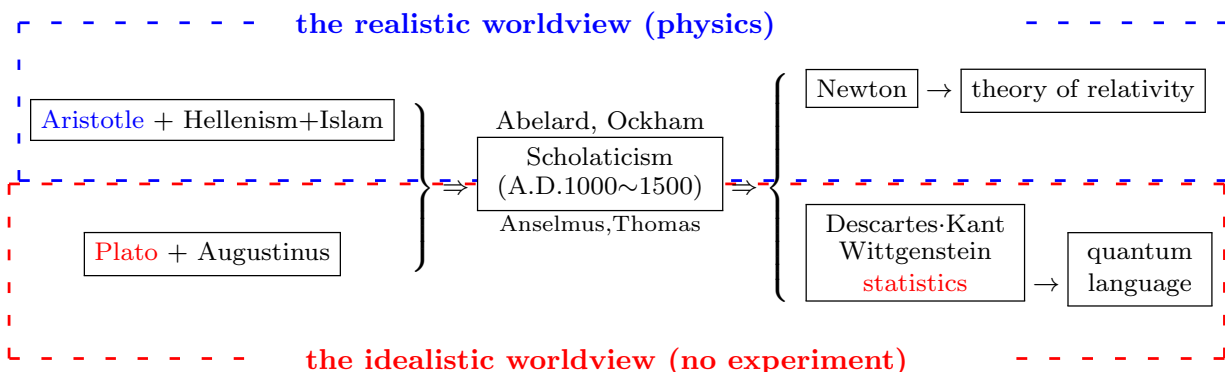 the realistic worldview (physics)
Aristotle + Hellenism+Islam
Plato + Augustinus
⇒
Abelard, Ockham
Scholaticism
(A.D.1000~1500)
Anselmus,Thomas
⇒
Newton → theory of relativity
Descartes·Kant
Wittgenstein
statistics
→
quantum
language
the idealistic worldview (no experiment)